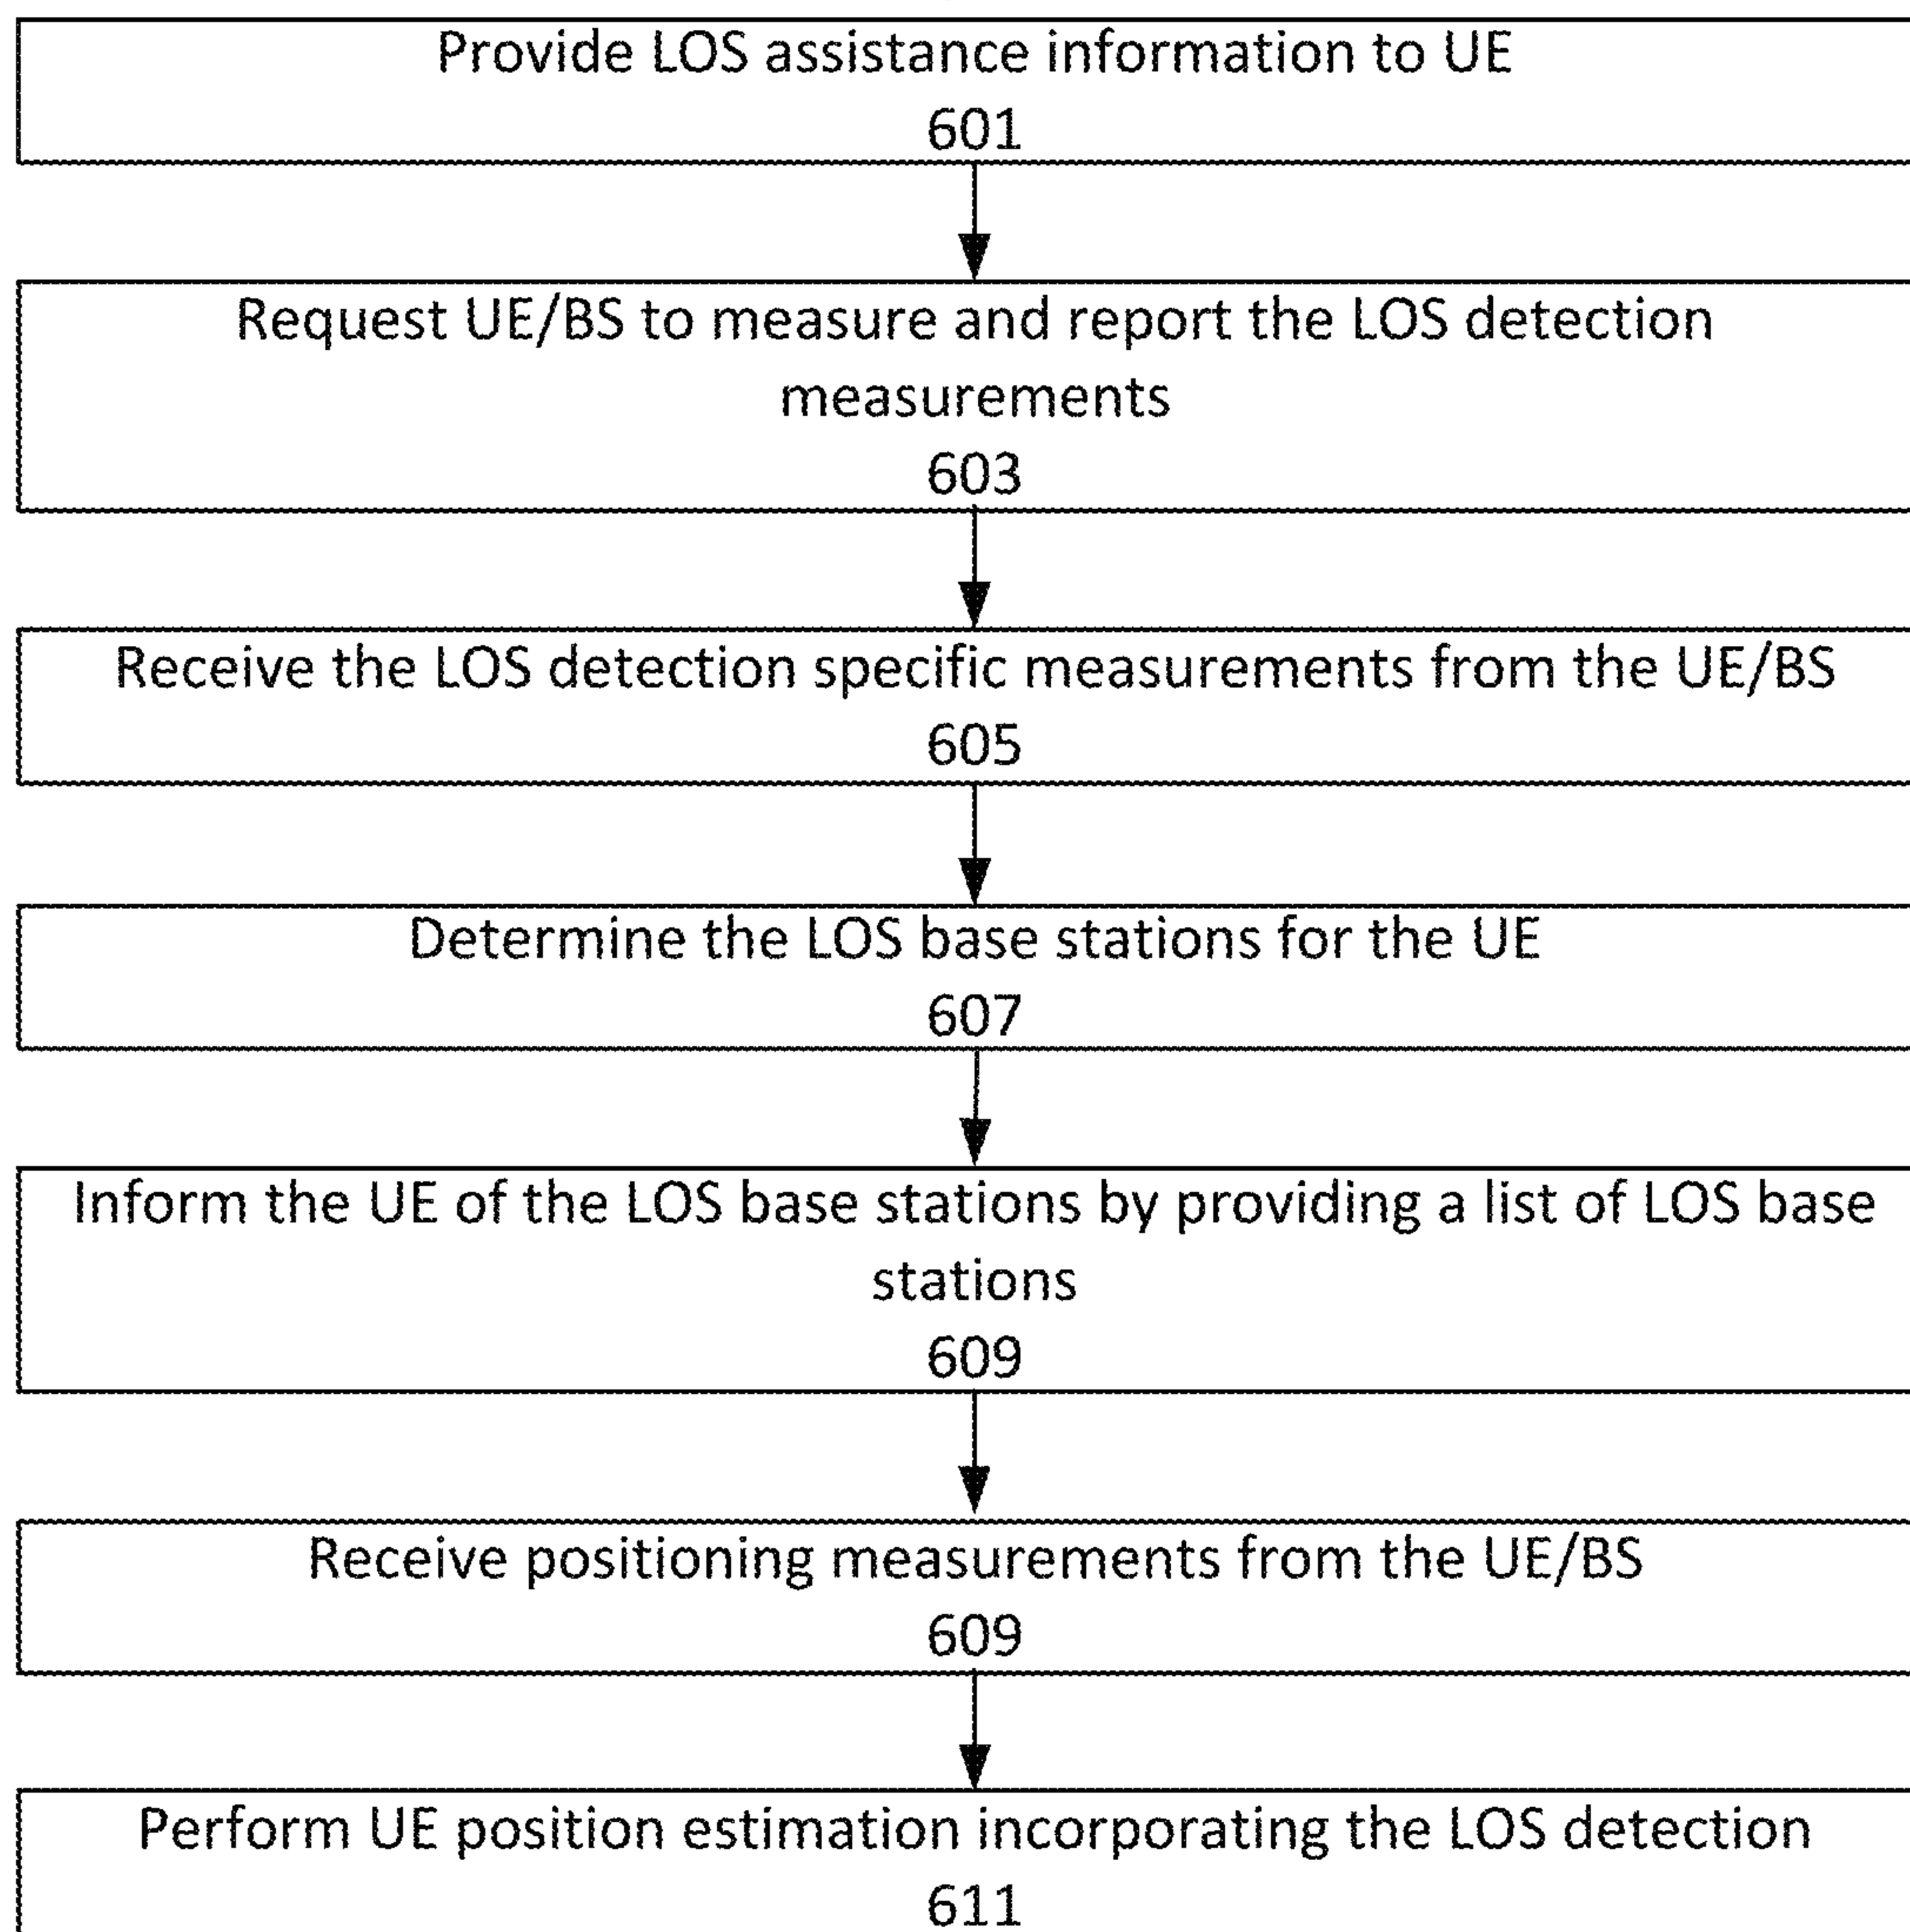 Provide LOS assistance information to UE
601
Request UE/BS to measure and report the LOS detection
measurements
603
Receive the LOS detection specific measurements from the UE/BS
605
Determine the LOS base stations for the UE
607
Inform the UE of the LOS base stations by providing a list of LOS base
stations
609
Receive positioning measurements from the UE/BS
609
Perform UE position estimation incorporating the LOS detection
611